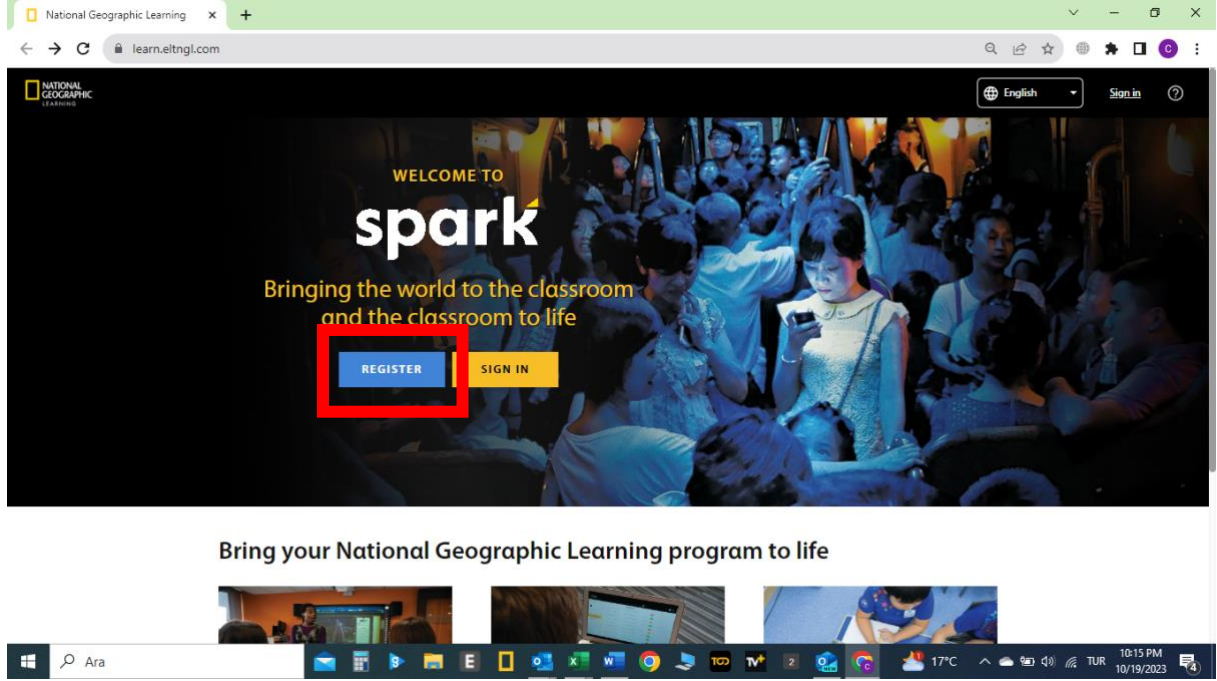 National Geographic Learning
learn.eltngl.com
C
NATIONAL
GEOGRAPHIC
LEARNING
English
Sign in
?
WELCOME TO
spark
Bringing the world to the classroom
and the classroom to life
REGISTER
SIGN IN
Bring your National Geographic Learning program to life
Ara
17°C
TUR
10:15 PM
10/19/2023